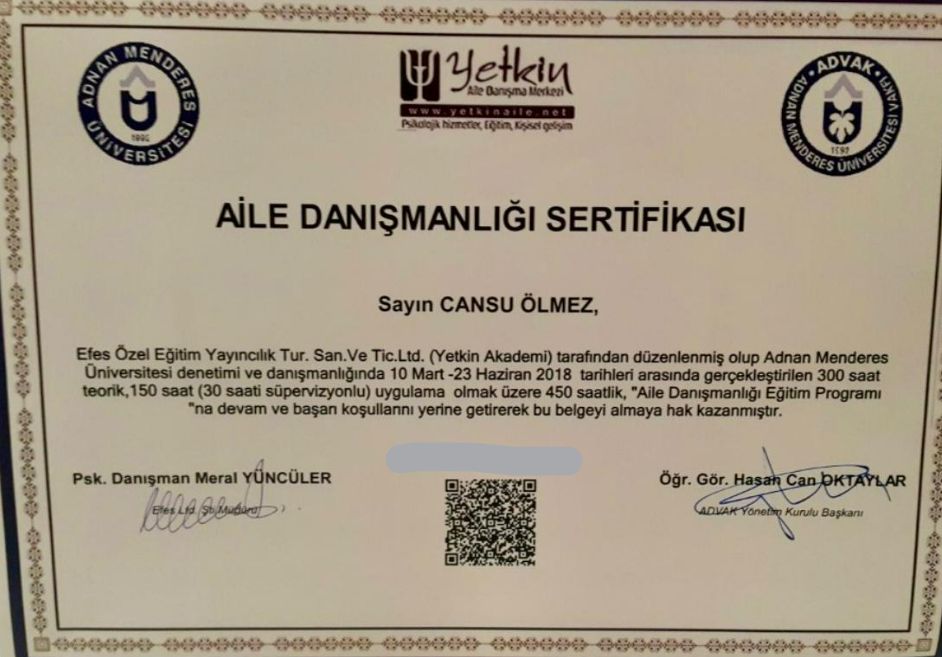 ADNAN MENDERES ÜNİVERSİTESİ
1992
Yetkin
Aile Danışma Merkezi
www.yetkinaile.net
Psikolojik hizmetler, Eğitim, Kişisel gelişim
ADVAK
ADNAN MENDERES ÜNİVERSİTESİ VAKFI
1592
AİLE DANIŞMANLIĞI SERTİFİKASI
Sayın CANSU ÖLMEZ,
Efes Özel Eğitim Yayıncılık Tur. San.Ve Tic.Ltd. (Yetkin Akademi) tarafından düzenlenmiş olup Adnan Menderes
Üniversitesi denetimi ve danışmanlığında 10 Mart -23 Haziran 2018 tarihleri arasında gerçekleştirilen 300 saat
teorik,150 saat (30 saati süpervizyonlu) uygulama olmak üzere 450 saatlik, "Aile Danışmanlığı Eğitim Programı
"na devam ve başarı koşullarını yerine getirerek bu belgeyi almaya hak kazanmıştır.
Psk. Danışman Meral YÜNCÜLER
Efes Ltd. Şti.Müdürü
Öğr. Gör. Hasan Can OKTAYLAR
ADVAK Yönetim Kurulu Başkanı